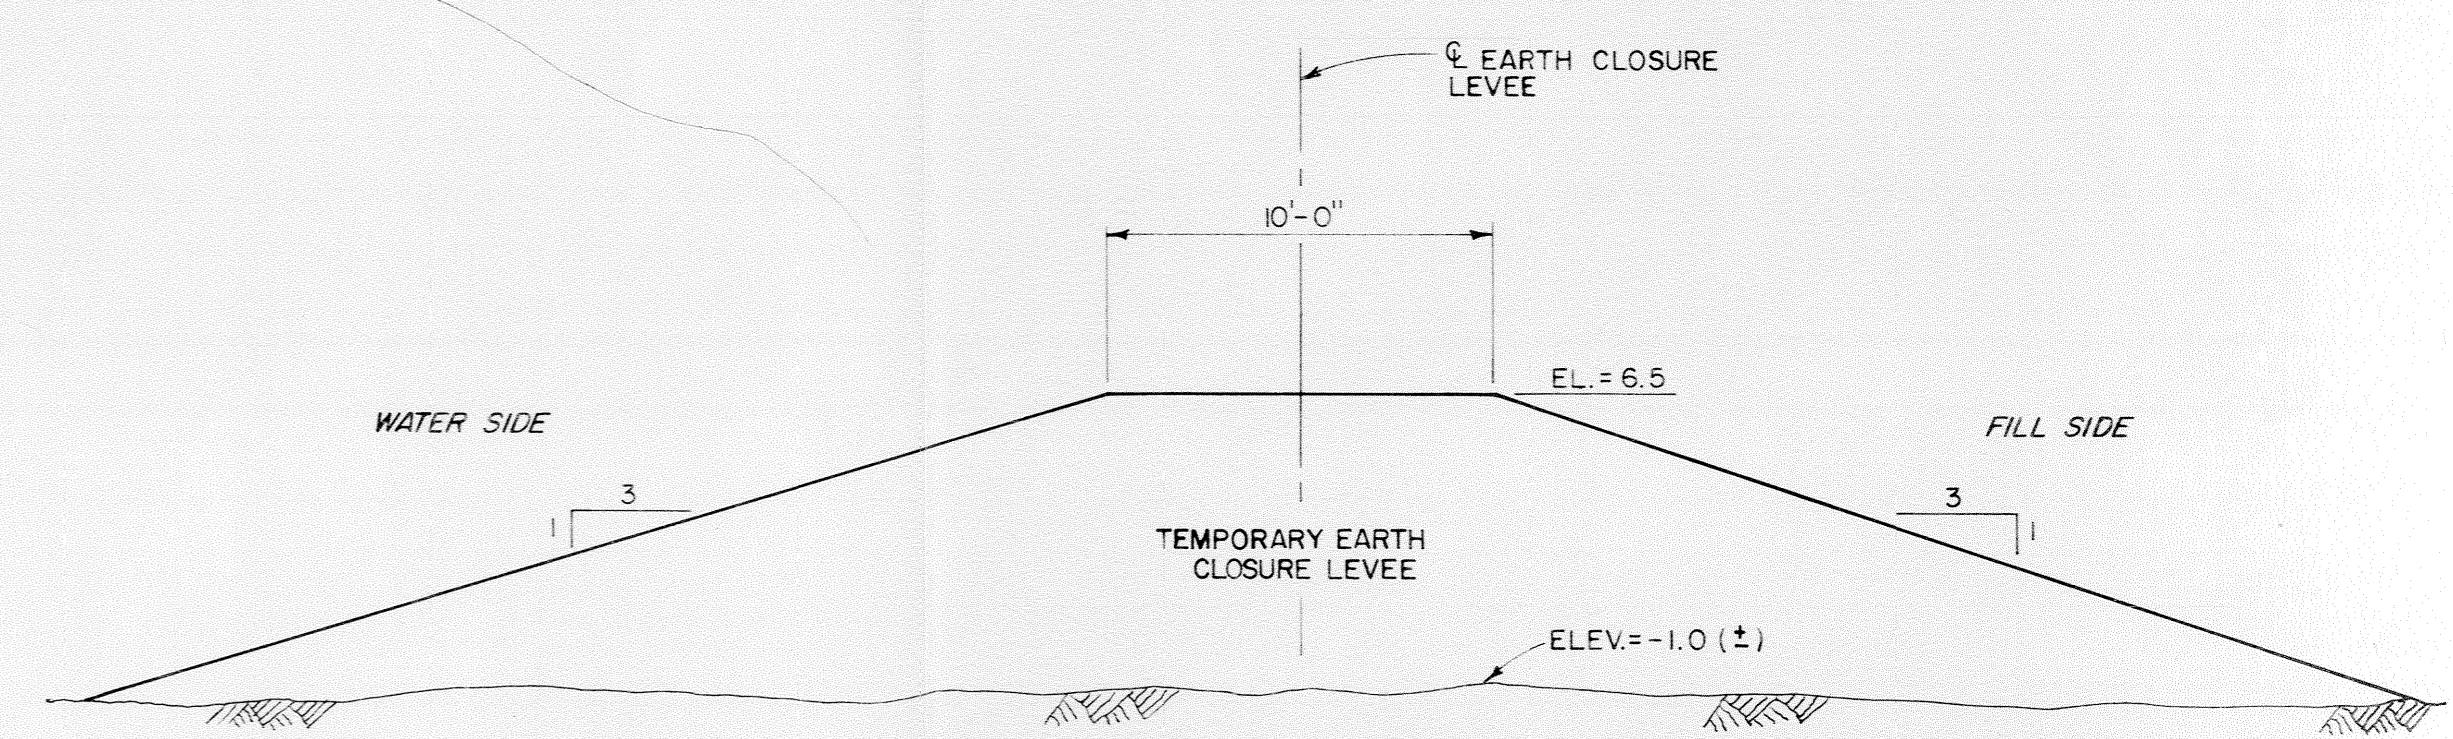 ℄ EARTH CLOSURE
LEVEE
10'-0"
EL.= 6.5
WATER SIDE
FILL SIDE
3
1
3
1
TEMPORARY EARTH
CLOSURE LEVEE
ELEV.= -1.0 (±)